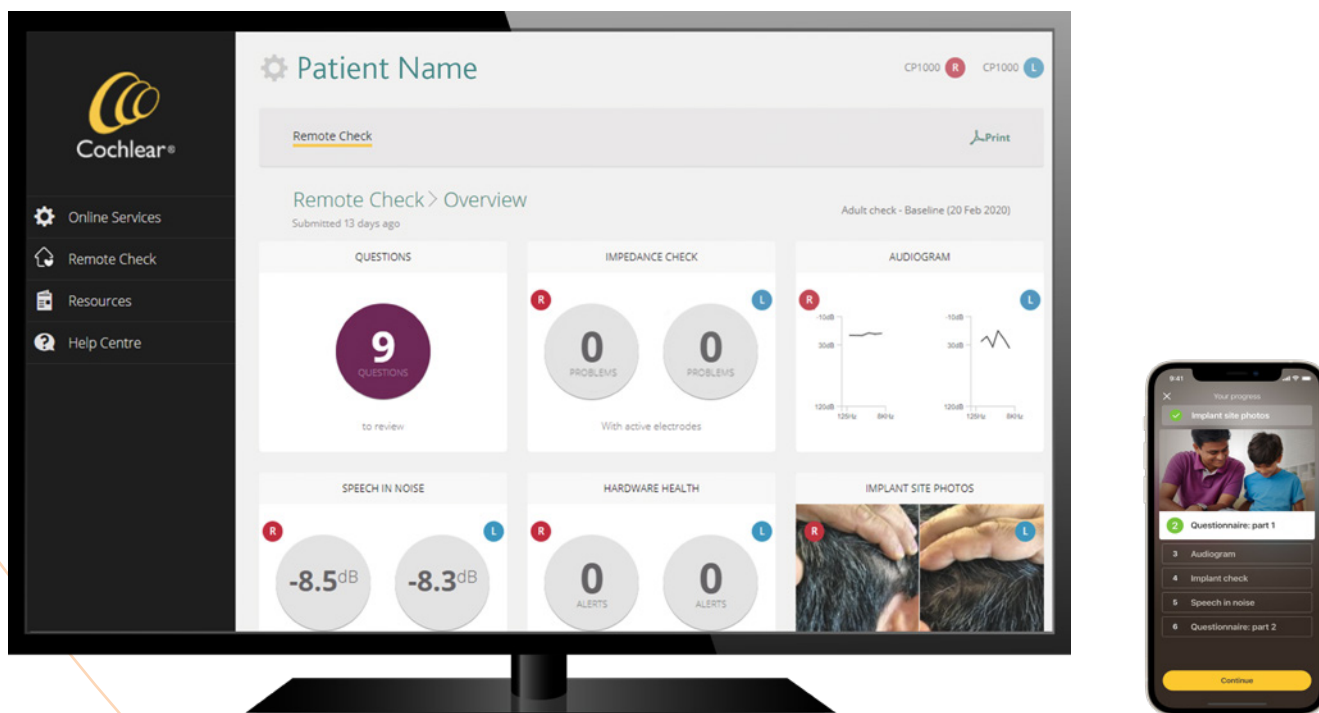 Cochlear®
Online Services
Remote Check
Resources
Help Centre
Patient Name
CP1000 R CP1000 L
Remote Check
Print
Remote Check > Overview
Submitted 13 days ago
Adult check - Baseline (20 Feb 2020)
QUESTIONS
9
QUESTIONS
to review
IMPEDANCE CHECK
R L
0 0
PROBLEMS PROBLEMS
With active electrodes
AUDIOGRAM
R L
-10dB -10dB
30dB 30dB
120dB 120dB
125Hz 8KHz 125Hz 8KHz
SPEECH IN NOISE
R L
-8.5dB -8.3dB
HARDWARE HEALTH
R L
0 0
ALERTS ALERTS
IMPLANT SITE PHOTOS
R L
9:41
Your progress
Implant site photos
2 Questionnaire: part 1
3 Audiogram
4 Implant check
5 Speech in noise
6 Questionnaire: part 2
Continue